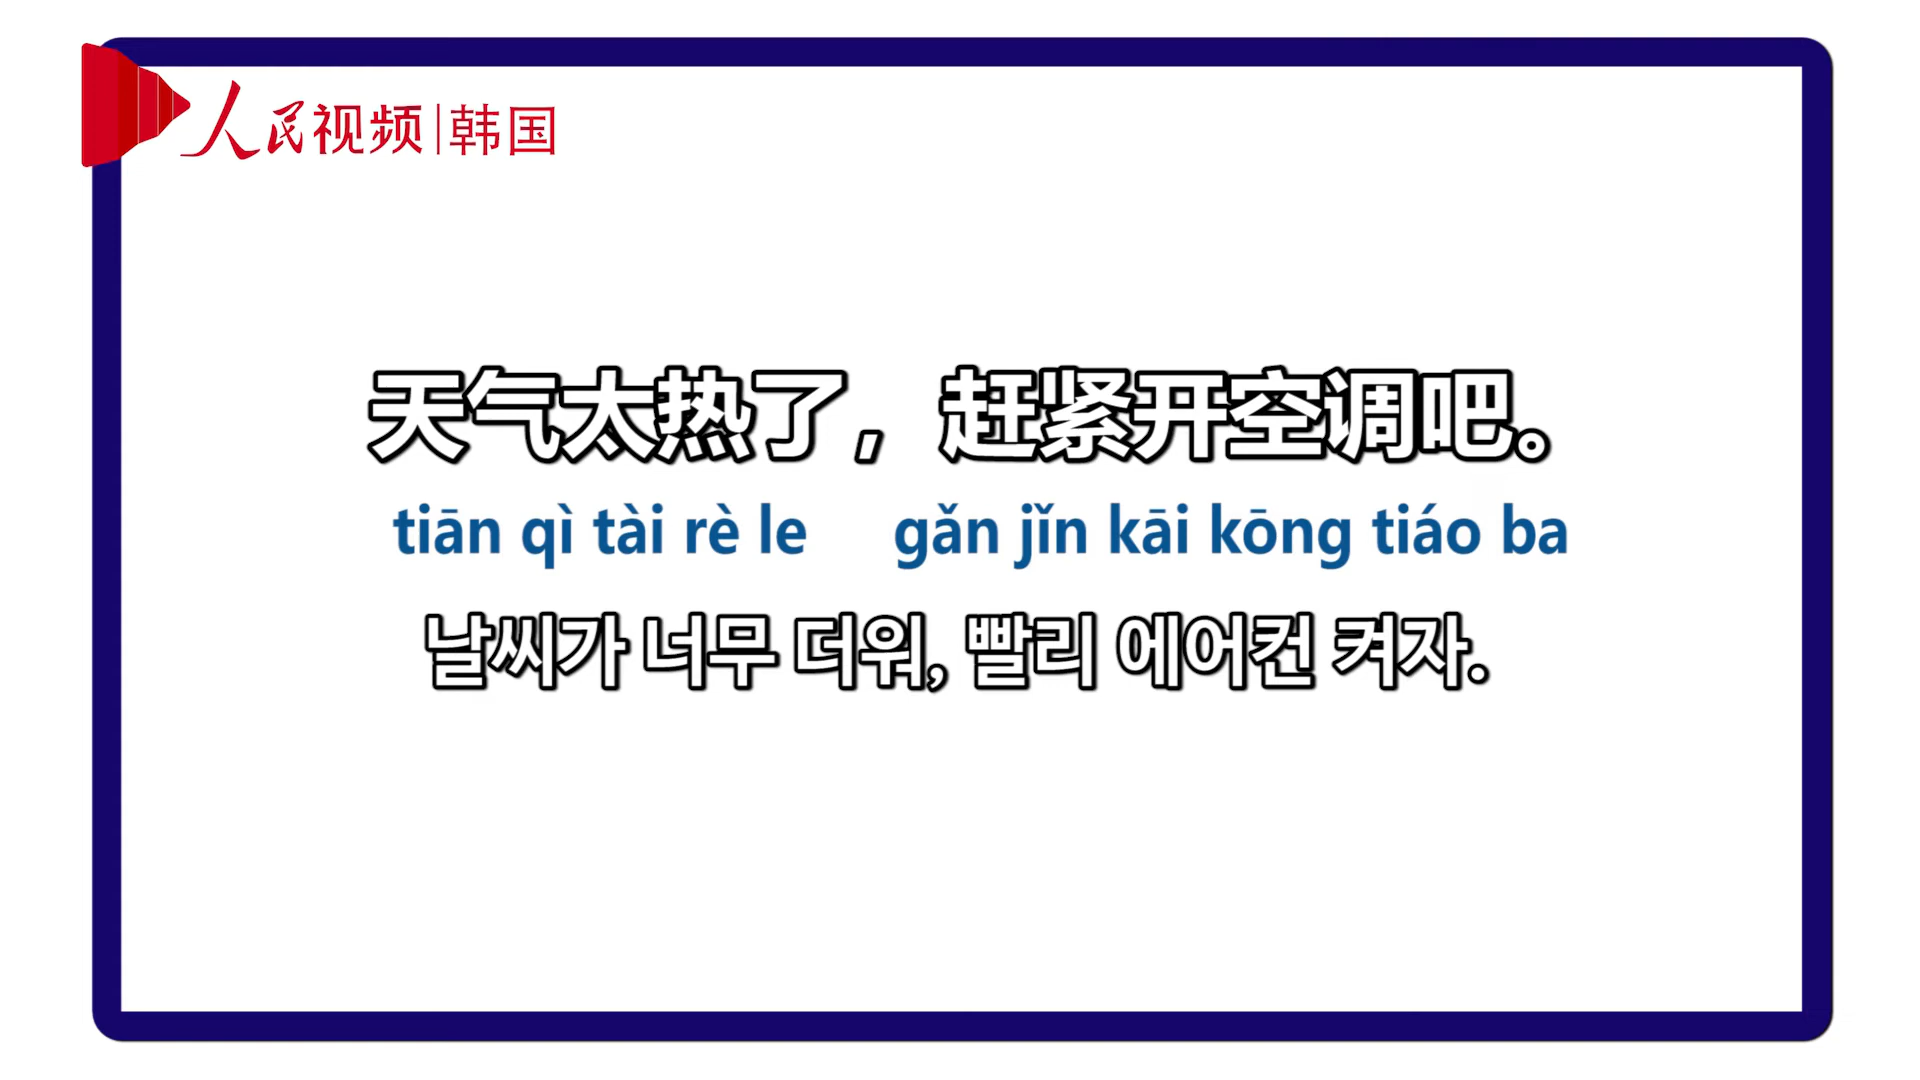 人民视频|韩国
天气太热了，赶紧开空调吧。
tiān qì tài rè le gǎn jǐn kāi kōng tiáo ba
날씨가 너무 더워, 빨리 에어컨 켜자.